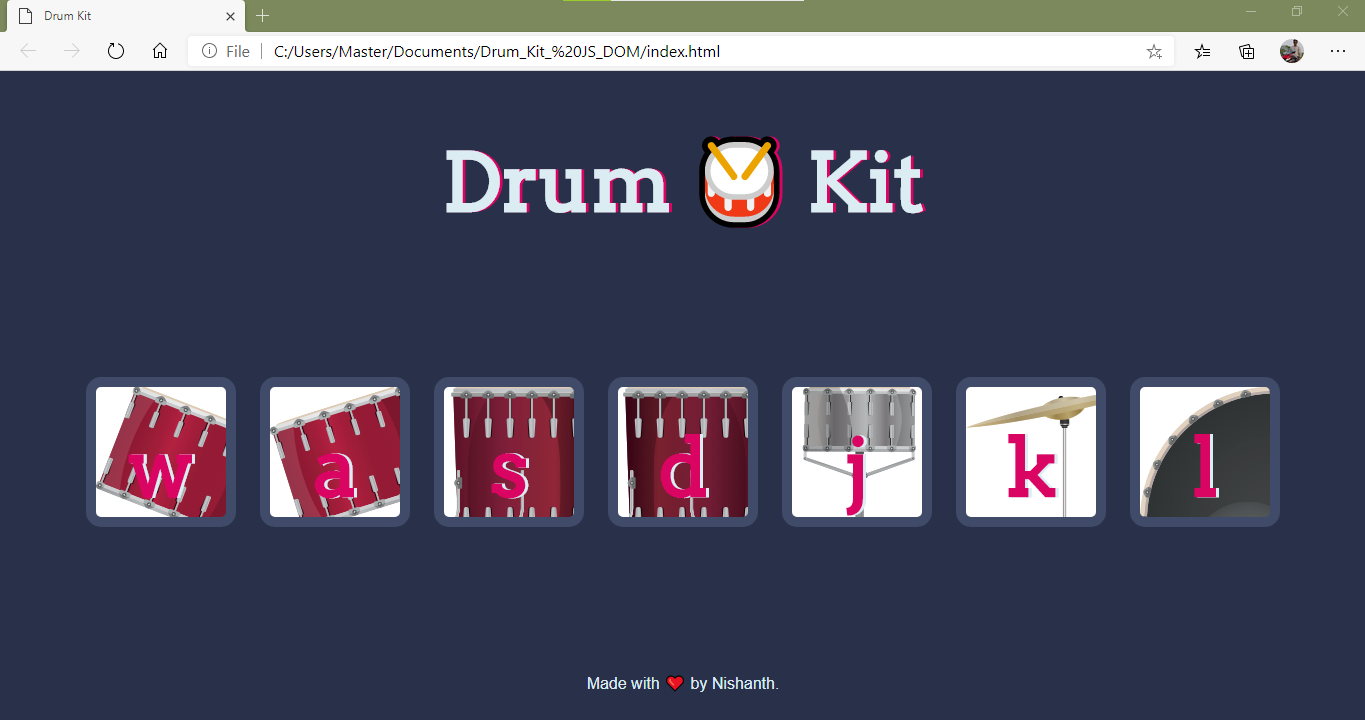 Drum Kit
File C:/Users/Master/Documents/Drum_Kit_%20JS_DOM/index.html
Drum 🥁 Kit
w a s d j k l
Made with ❤️ by Nishanth.